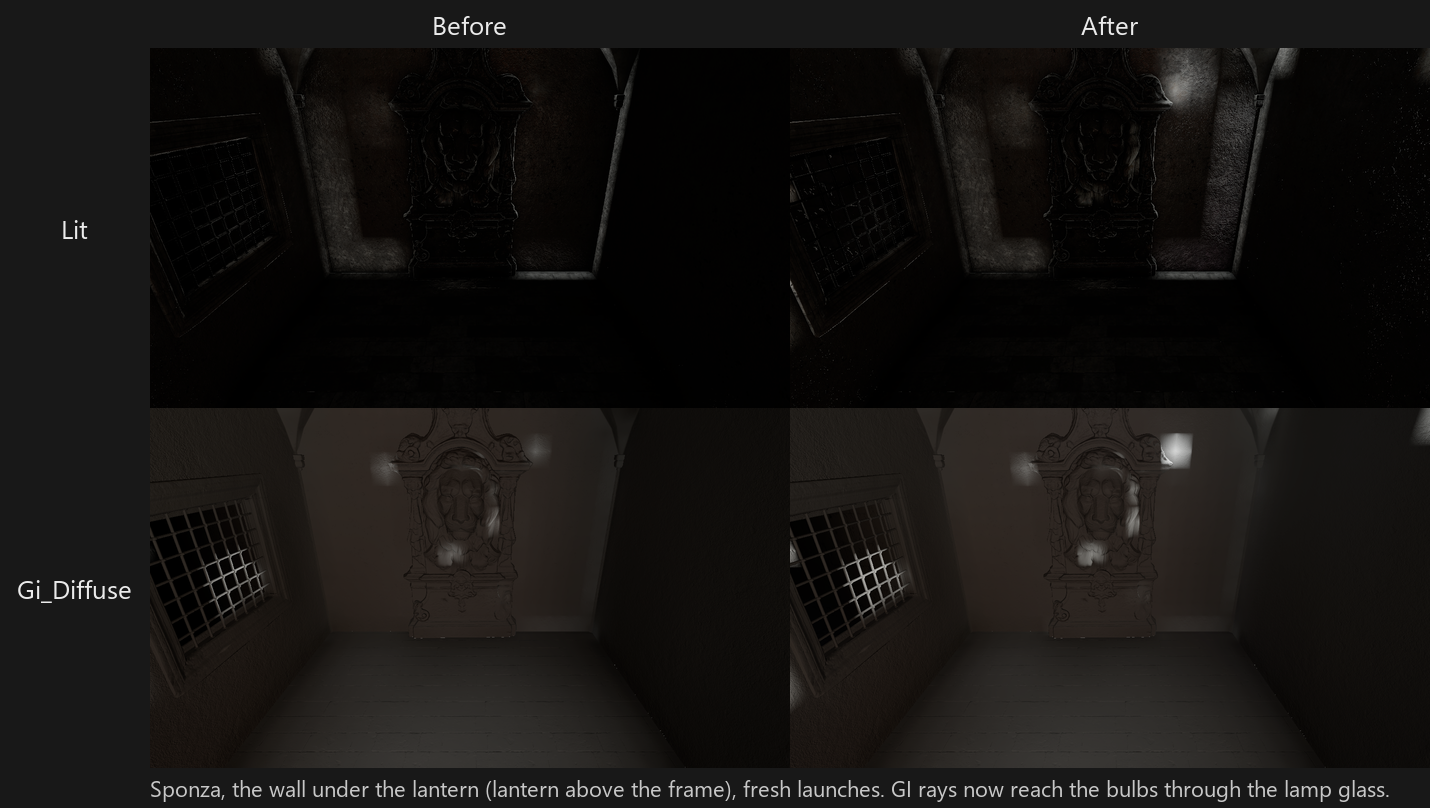 Before
After
Lit
Gi_Diffuse
Sponza, the wall under the lantern (lantern above the frame), fresh launches. GI rays now reach the bulbs through the lamp glass.